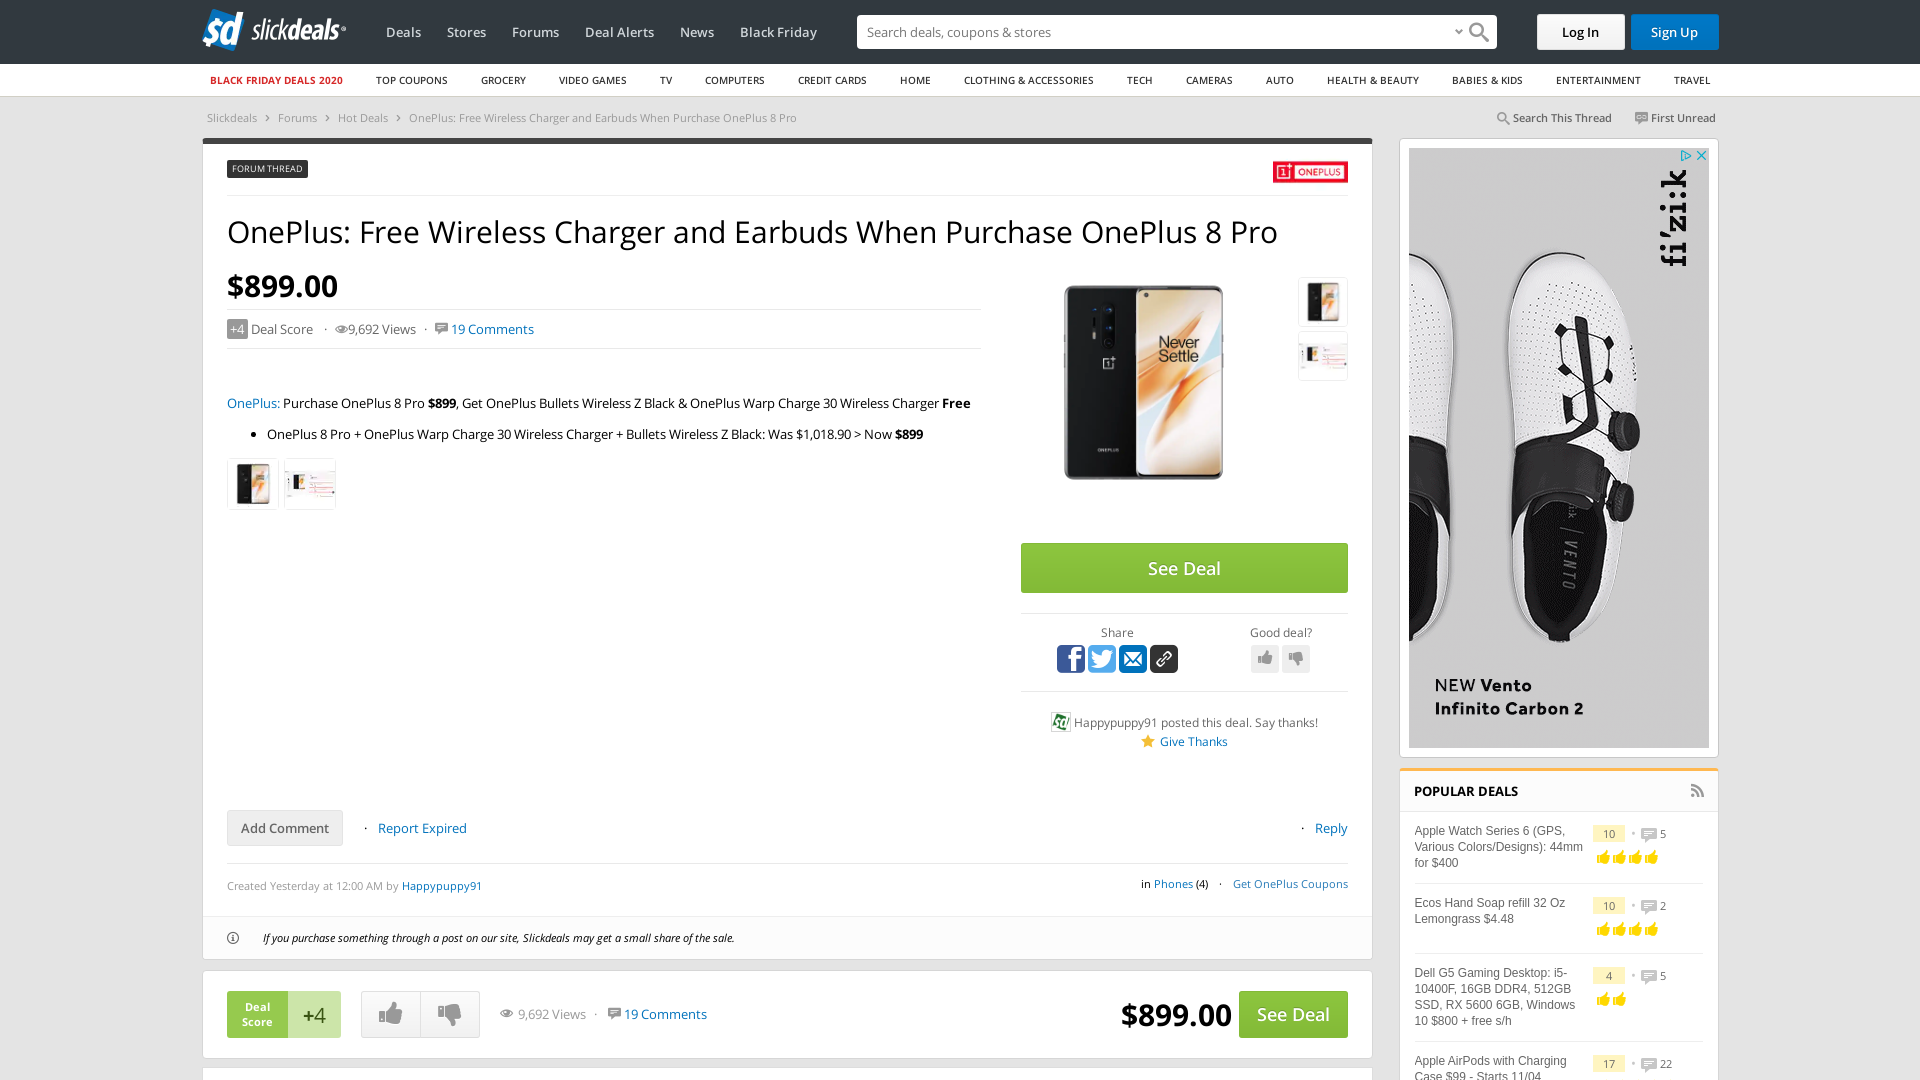 slickdeals
Deals
Stores
Forums
Deal Alerts
News
Black Friday
Search deals, coupons & stores
Log In
Sign Up
BLACK FRIDAY DEALS 2020
TOP COUPONS
GROCERY
VIDEO GAMES
TV
COMPUTERS
CREDIT CARDS
HOME
CLOTHING & ACCESSORIES
TECH
CAMERAS
AUTO
HEALTH & BEAUTY
BABIES & KIDS
ENTERTAINMENT
TRAVEL
Slickdeals › Forums › Hot Deals › OnePlus: Free Wireless Charger and Earbuds When Purchase OnePlus 8 Pro
Search This Thread
First Unread
FORUM THREAD
ONEPLUS
OnePlus: Free Wireless Charger and Earbuds When Purchase OnePlus 8 Pro
$899.00
+4 Deal Score · 9,692 Views · 19 Comments
OnePlus: Purchase OnePlus 8 Pro $899, Get OnePlus Bullets Wireless Z Black & OnePlus Warp Charge 30 Wireless Charger Free
• OnePlus 8 Pro + OnePlus Warp Charge 30 Wireless Charger + Bullets Wireless Z Black: Was $1,018.90 > Now $899
Never
Settle
ONEPLUS
See Deal
Share
Good deal?
Happypuppy91 posted this deal. Say thanks!
Give Thanks
Add Comment
· Report Expired
· Reply
Created Yesterday at 12:00 AM by Happypuppy91
in Phones (4) · Get OnePlus Coupons
If you purchase something through a post on our site, Slickdeals may get a small share of the sale.
Deal
Score
+4
9,692 Views · 19 Comments
$899.00
See Deal
fi'zi:k
VENTO
NEW Vento
Infinito Carbon 2
POPULAR DEALS
Apple Watch Series 6 (GPS,
Various Colors/Designs): 44mm
for $400
10 • 5
Ecos Hand Soap refill 32 Oz
Lemongrass $4.48
10 • 2
Dell G5 Gaming Desktop: i5-
10400F, 16GB DDR4, 512GB
SSD, RX 5600 6GB, Windows
10 $800 + free s/h
4 • 5
Apple AirPods with Charging
Case $99 - Starts 11/04
17 • 22